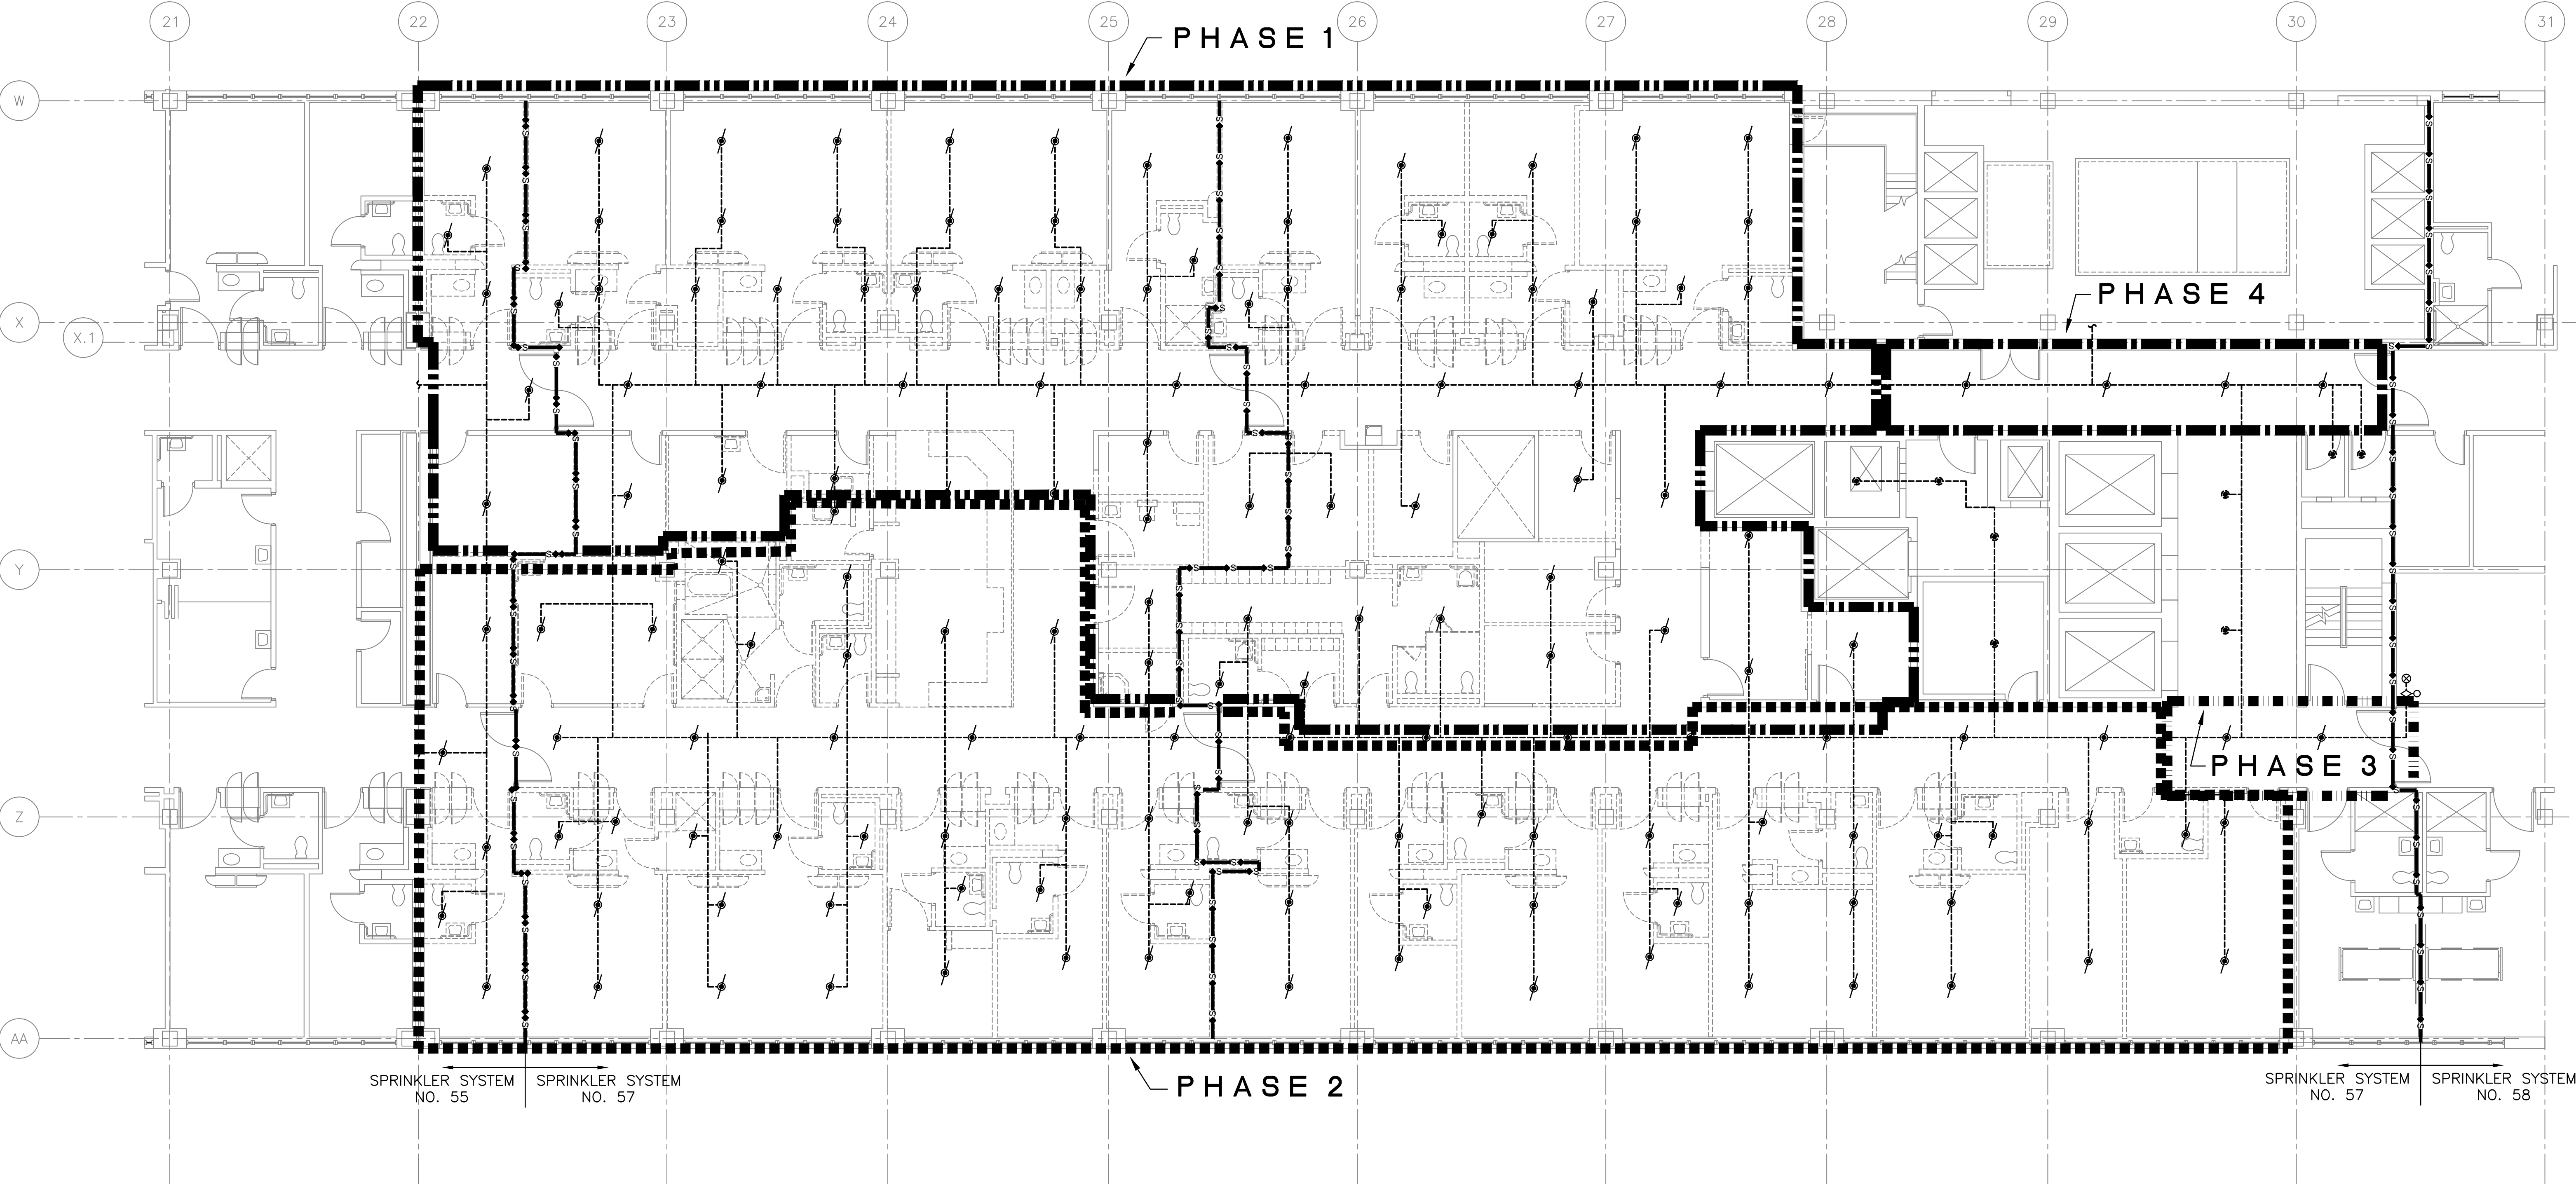 21 22 23 24 25 26 27 28 29 30 31
PHASE 1
W
PHASE 4
X
X.1
Y
PHASE 3
Z
AA
PHASE 2
SPRINKLER SYSTEM
NO. 55
SPRINKLER SYSTEM
NO. 57
SPRINKLER SYSTEM
NO. 57
SPRINKLER SYSTEM
NO. 58